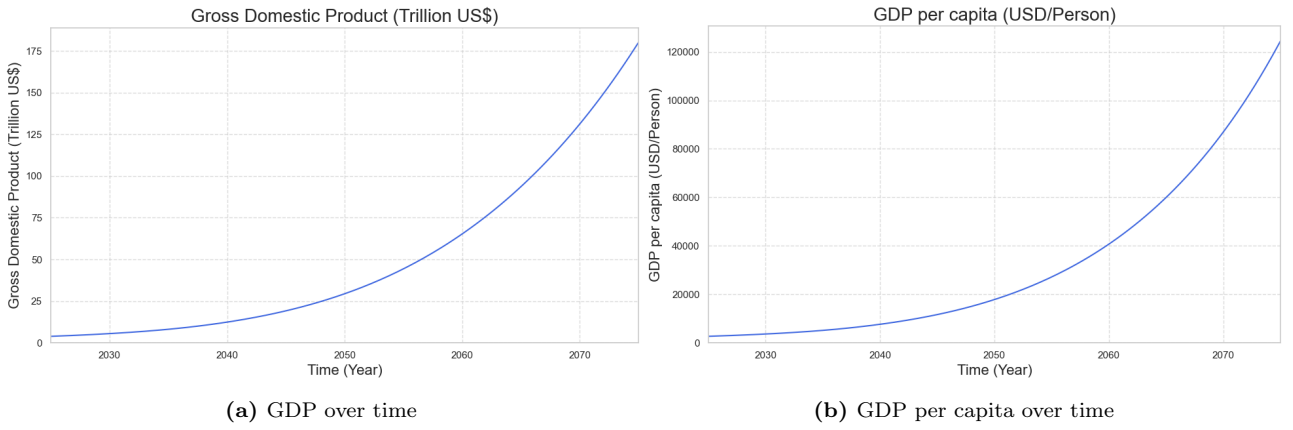 Gross Domestic Product (Trillion US$)
Gross Domestic Product (Trillion US$)
175
150
125
100
75
50
25
0
2030 2040 2050 2060 2070
Time (Year)
(a) GDP over time
GDP per capita (USD/Person)
GDP per capita (USD/Person)
120000
100000
80000
60000
40000
20000
0
2030 2040 2050 2060 2070
Time (Year)
(b) GDP per capita over time